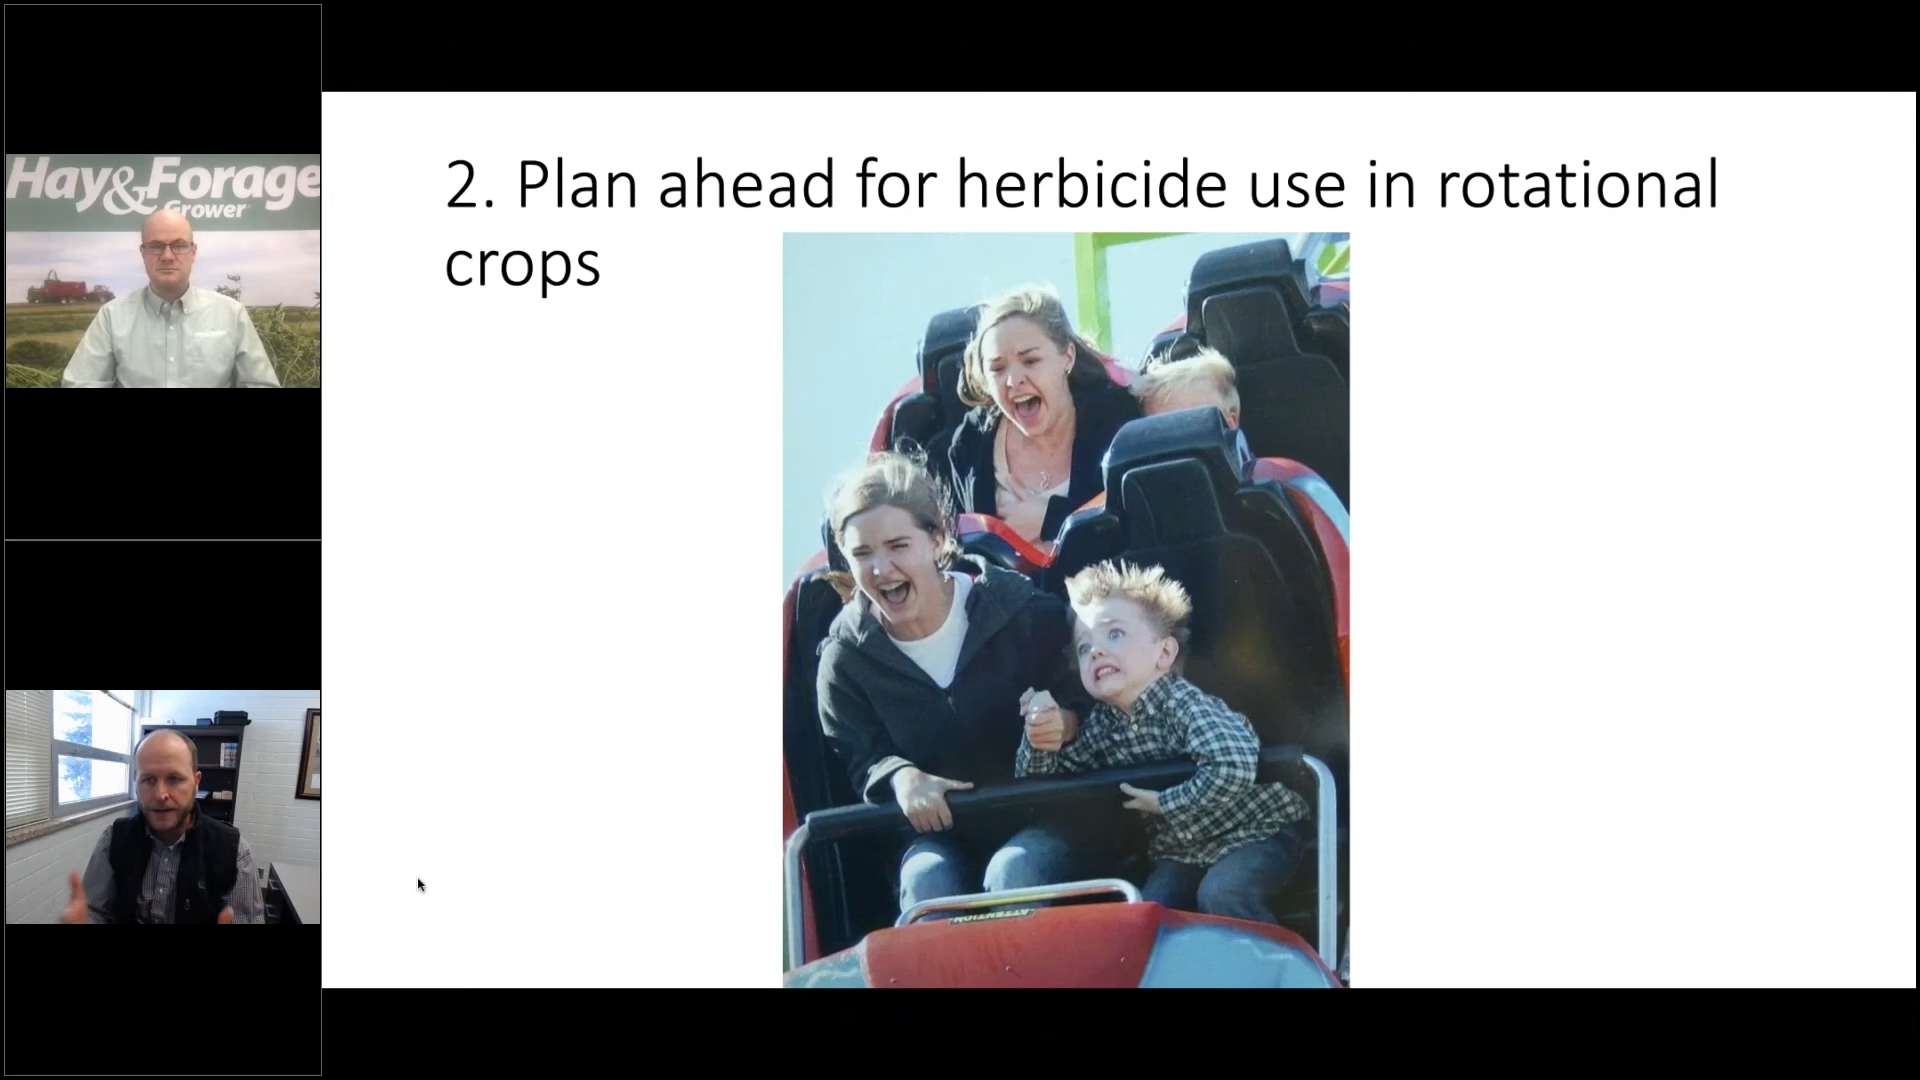 Hay&Forage
Grower
2. Plan ahead for herbicide use in rotational
crops
ATTENTION